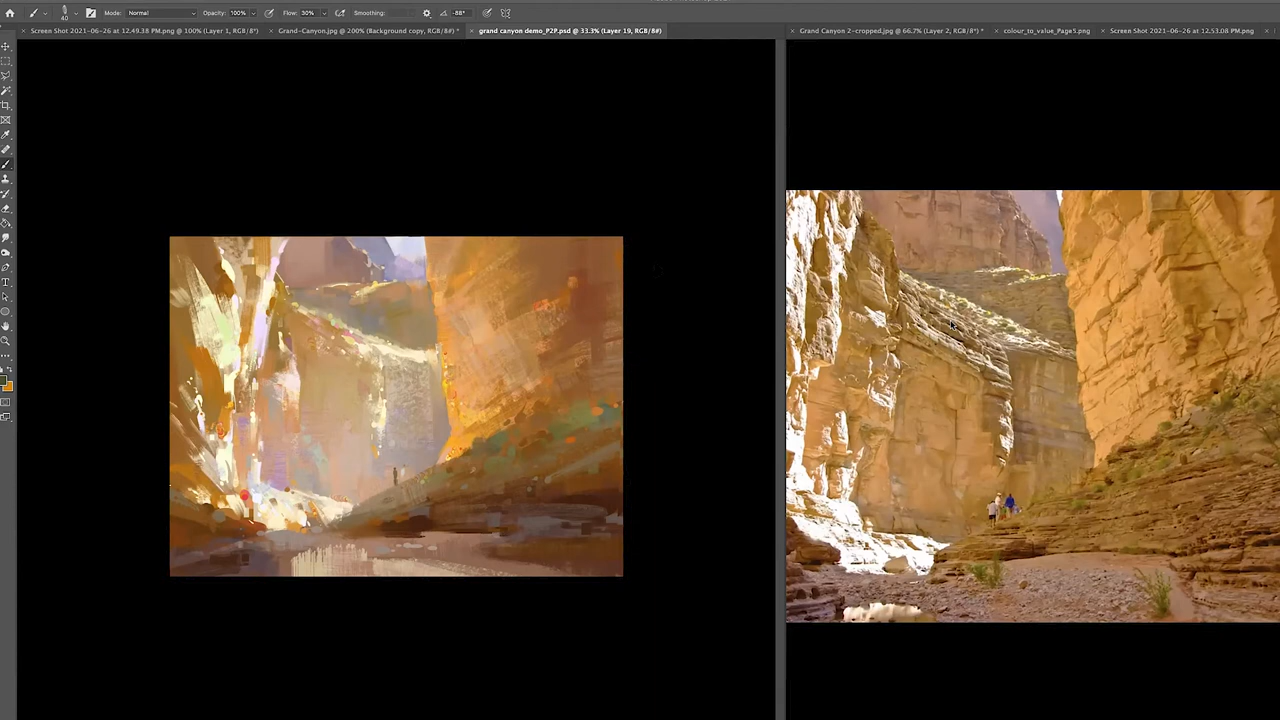 40 Mode: Normal Opacity: 100% Flow: 30% Smoothing: -88°
Screen Shot 2021-06-26 at 12.49.38 PM.png @ 100% (Layer 1, RGB/8*) Grand-Canyon.jpg @ 200% (Background copy, RGB/8#) * grand canyon demo_P2P.psd @ 33.3% (Layer 19, RGB/8#) Grand Canyon 2-cropped.jpg @ 66.7% (Layer 2, RGB/8*) * colour_to_value_Page5.png Screen Shot 2021-06-26 at 12.53.08 PM.png